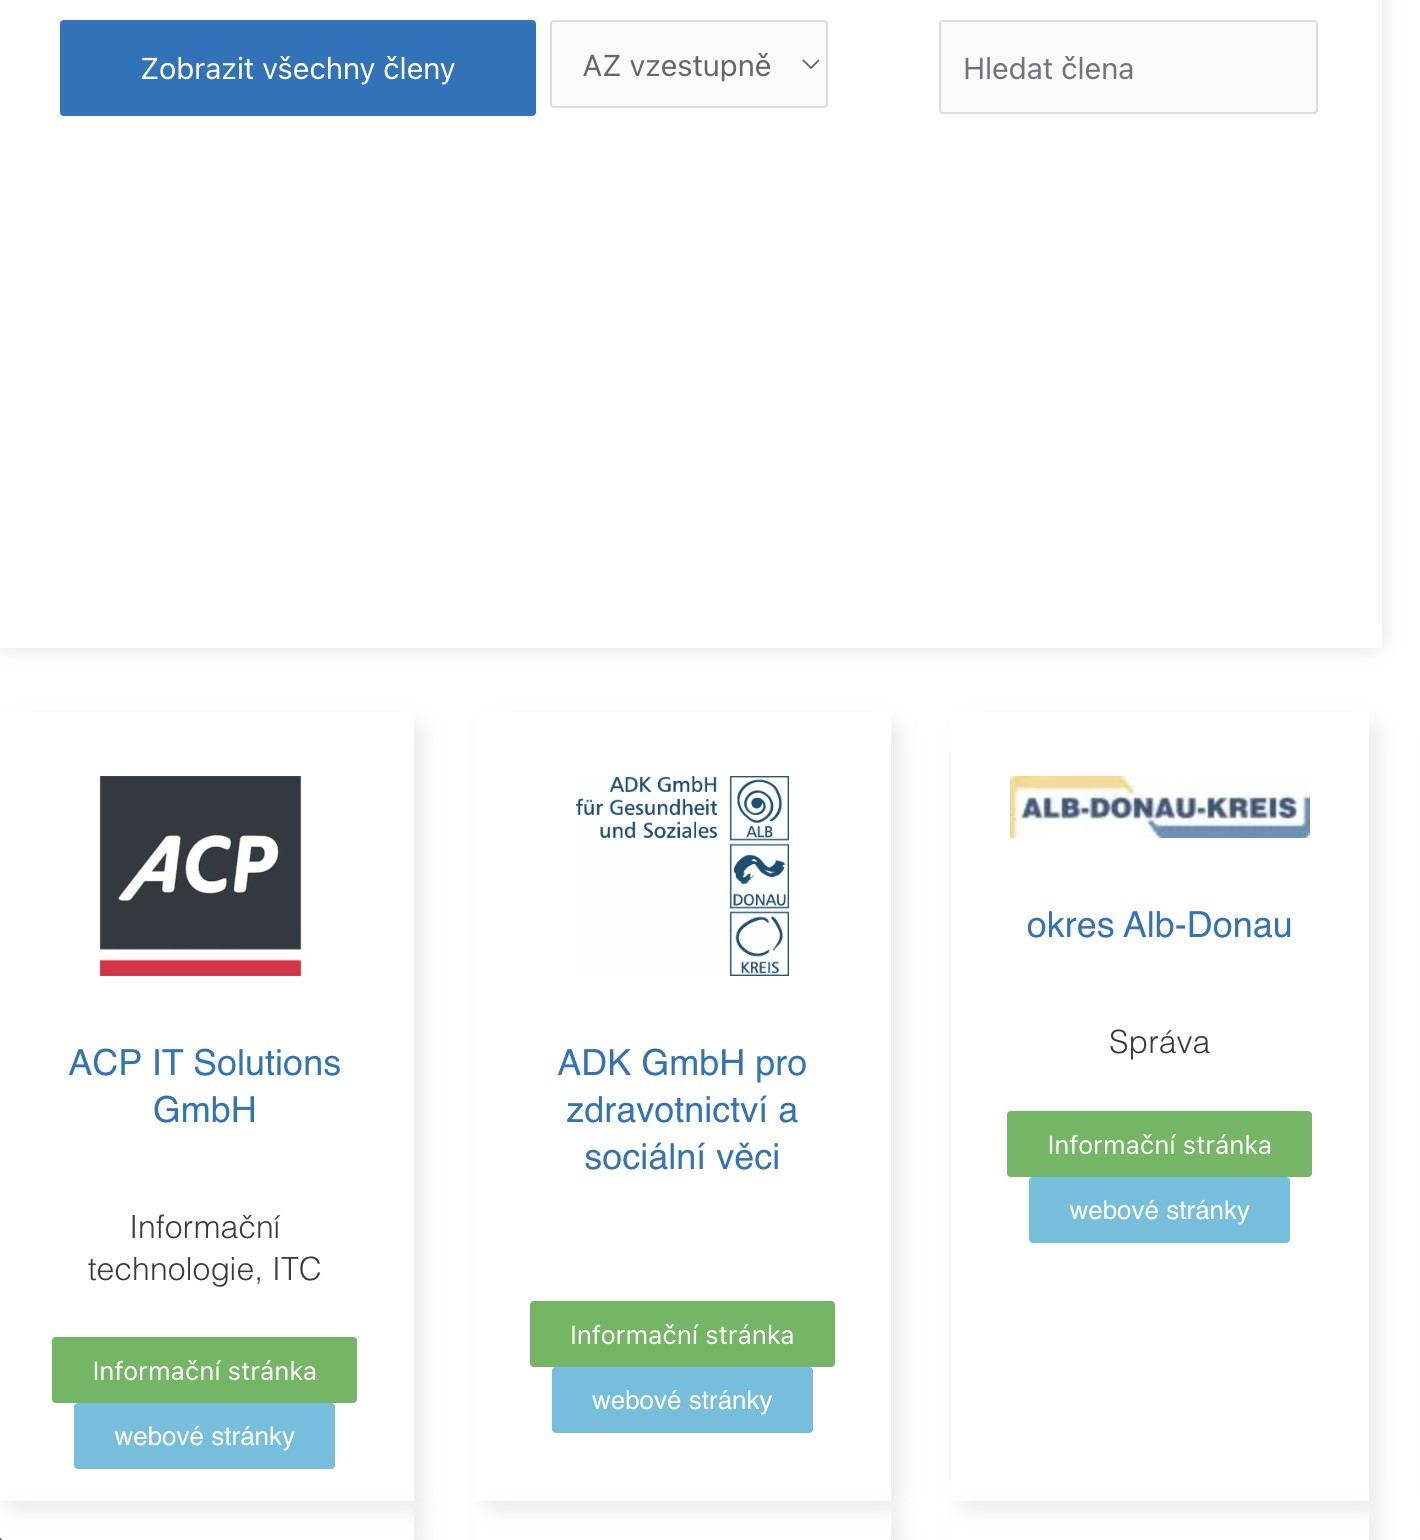 Zobrazit všechny členy
AZ vzestupně
Hledat člena
ACP
ACP IT Solutions
GmbH
Informační
technologie, ITC
Informační stránka
webové stránky
ADK GmbH
für Gesundheit
und Soziales
ALB
DONAU
KREIS
ADK GmbH pro
zdravotnictví a
sociální věci
Informační stránka
webové stránky
ALB-DONAU-KREIS
okres Alb-Donau
Správa
Informační stránka
webové stránky